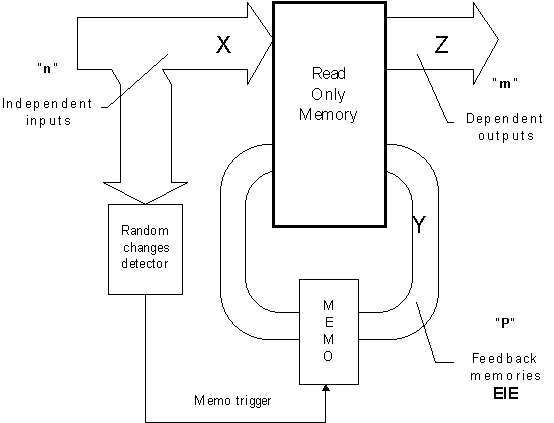 X
Z
"n"
Independent
inputs
Read
Only
Memory
"m"
Dependent
outputs
Random
changes
detector
Y
M
E
M
O
"P"
Feedback
memories
EIE
Memo trigger